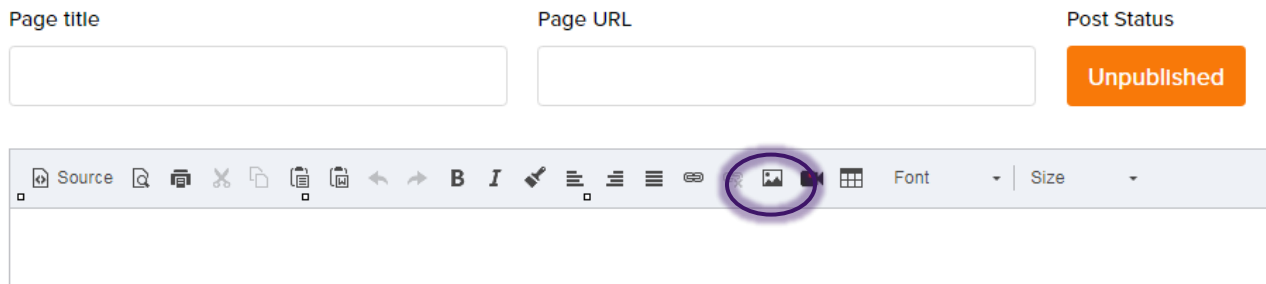 Page title Page URL Post Status
Unpublished
Source B I Font Size